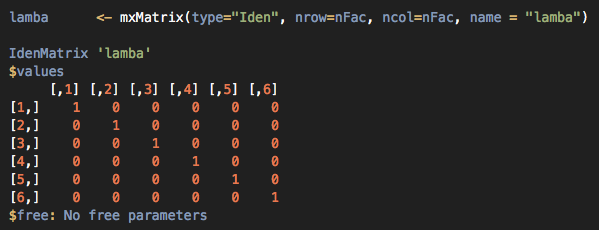 lamba      <- mxMatrix(type="Iden", nrow=nFac, ncol=nFac, name = "lamba")
IdenMatrix 'lamba'
$values
     [,1] [,2] [,3] [,4] [,5] [,6]
[1,]    1    0    0    0    0    0
[2,]    0    1    0    0    0    0
[3,]    0    0    1    0    0    0
[4,]    0    0    0    1    0    0
[5,]    0    0    0    0    1    0
[6,]    0    0    0    0    0    1
$free: No free parameters